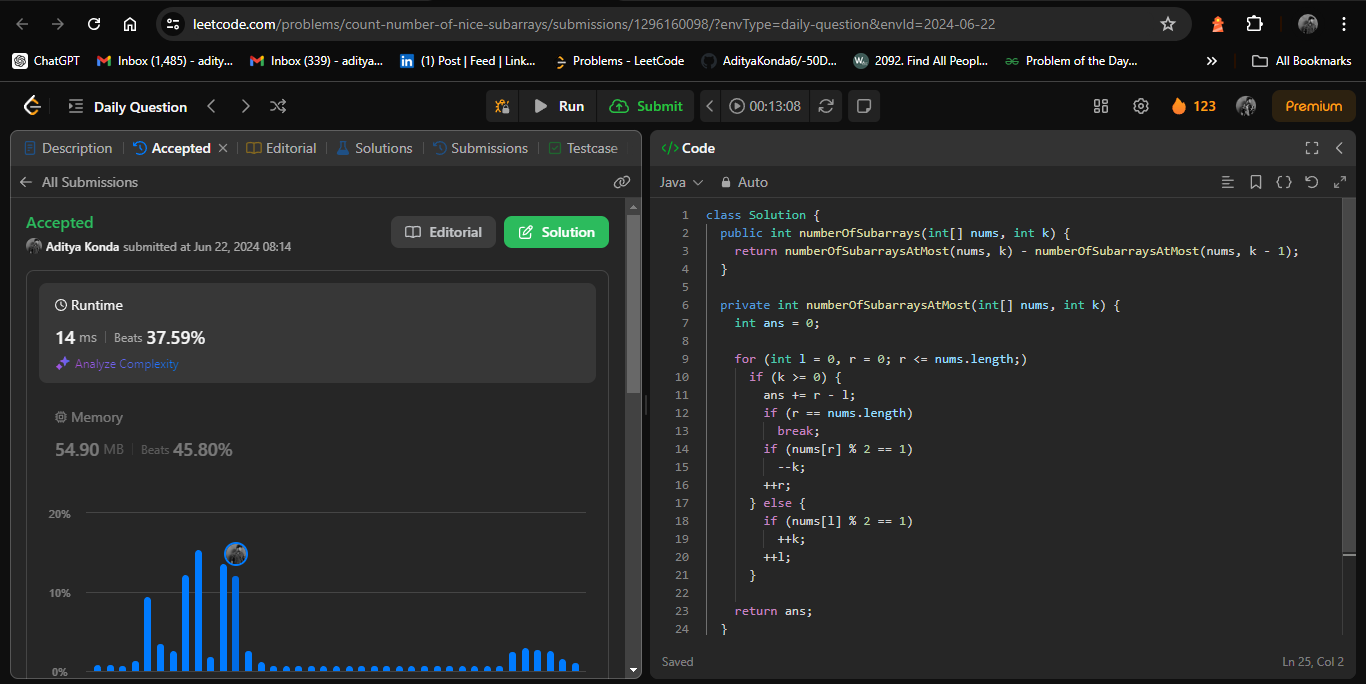 leetcode.com/problems/count-number-of-nice-subarrays/submissions/1296160098/?envType=daily-question&envId=2024-06-22
ChatGPT
Inbox (1,485) - adity...
Inbox (339) - aditya...
(1) Post | Feed | Link...
Problems - LeetCode
AdityaKonda6/-50D...
2092. Find All Peopl...
Problem of the Day...
»
All Bookmarks
Daily Question
Run
Submit
00:13:08
123
Premium
Description
Accepted
Editorial
Solutions
Submissions
Testcase
All Submissions
Accepted
Aditya Konda submitted at Jun 22, 2024 08:14
Editorial
Solution
Runtime
14 ms | Beats 37.59%
Analyze Complexity
Memory
54.90 MB | Beats 45.80%
20%
10%
0%
</> Code
Java
Auto
1 class Solution {
2 public int numberOfSubarrays(int[] nums, int k) {
3 return numberOfSubarraysAtMost(nums, k) - numberOfSubarraysAtMost(nums, k - 1);
4 }
5
6 private int numberOfSubarraysAtMost(int[] nums, int k) {
7 int ans = 0;
8
9 for (int l = 0, r = 0; r <= nums.length;)
10 if (k >= 0) {
11 ans += r - l;
12 if (r == nums.length)
13 break;
14 if (nums[r] % 2 == 1)
15 --k;
16 ++r;
17 } else {
18 if (nums[l] % 2 == 1)
19 ++k;
20 ++l;
21 }
22
23 return ans;
24 }
Saved
Ln 25, Col 2